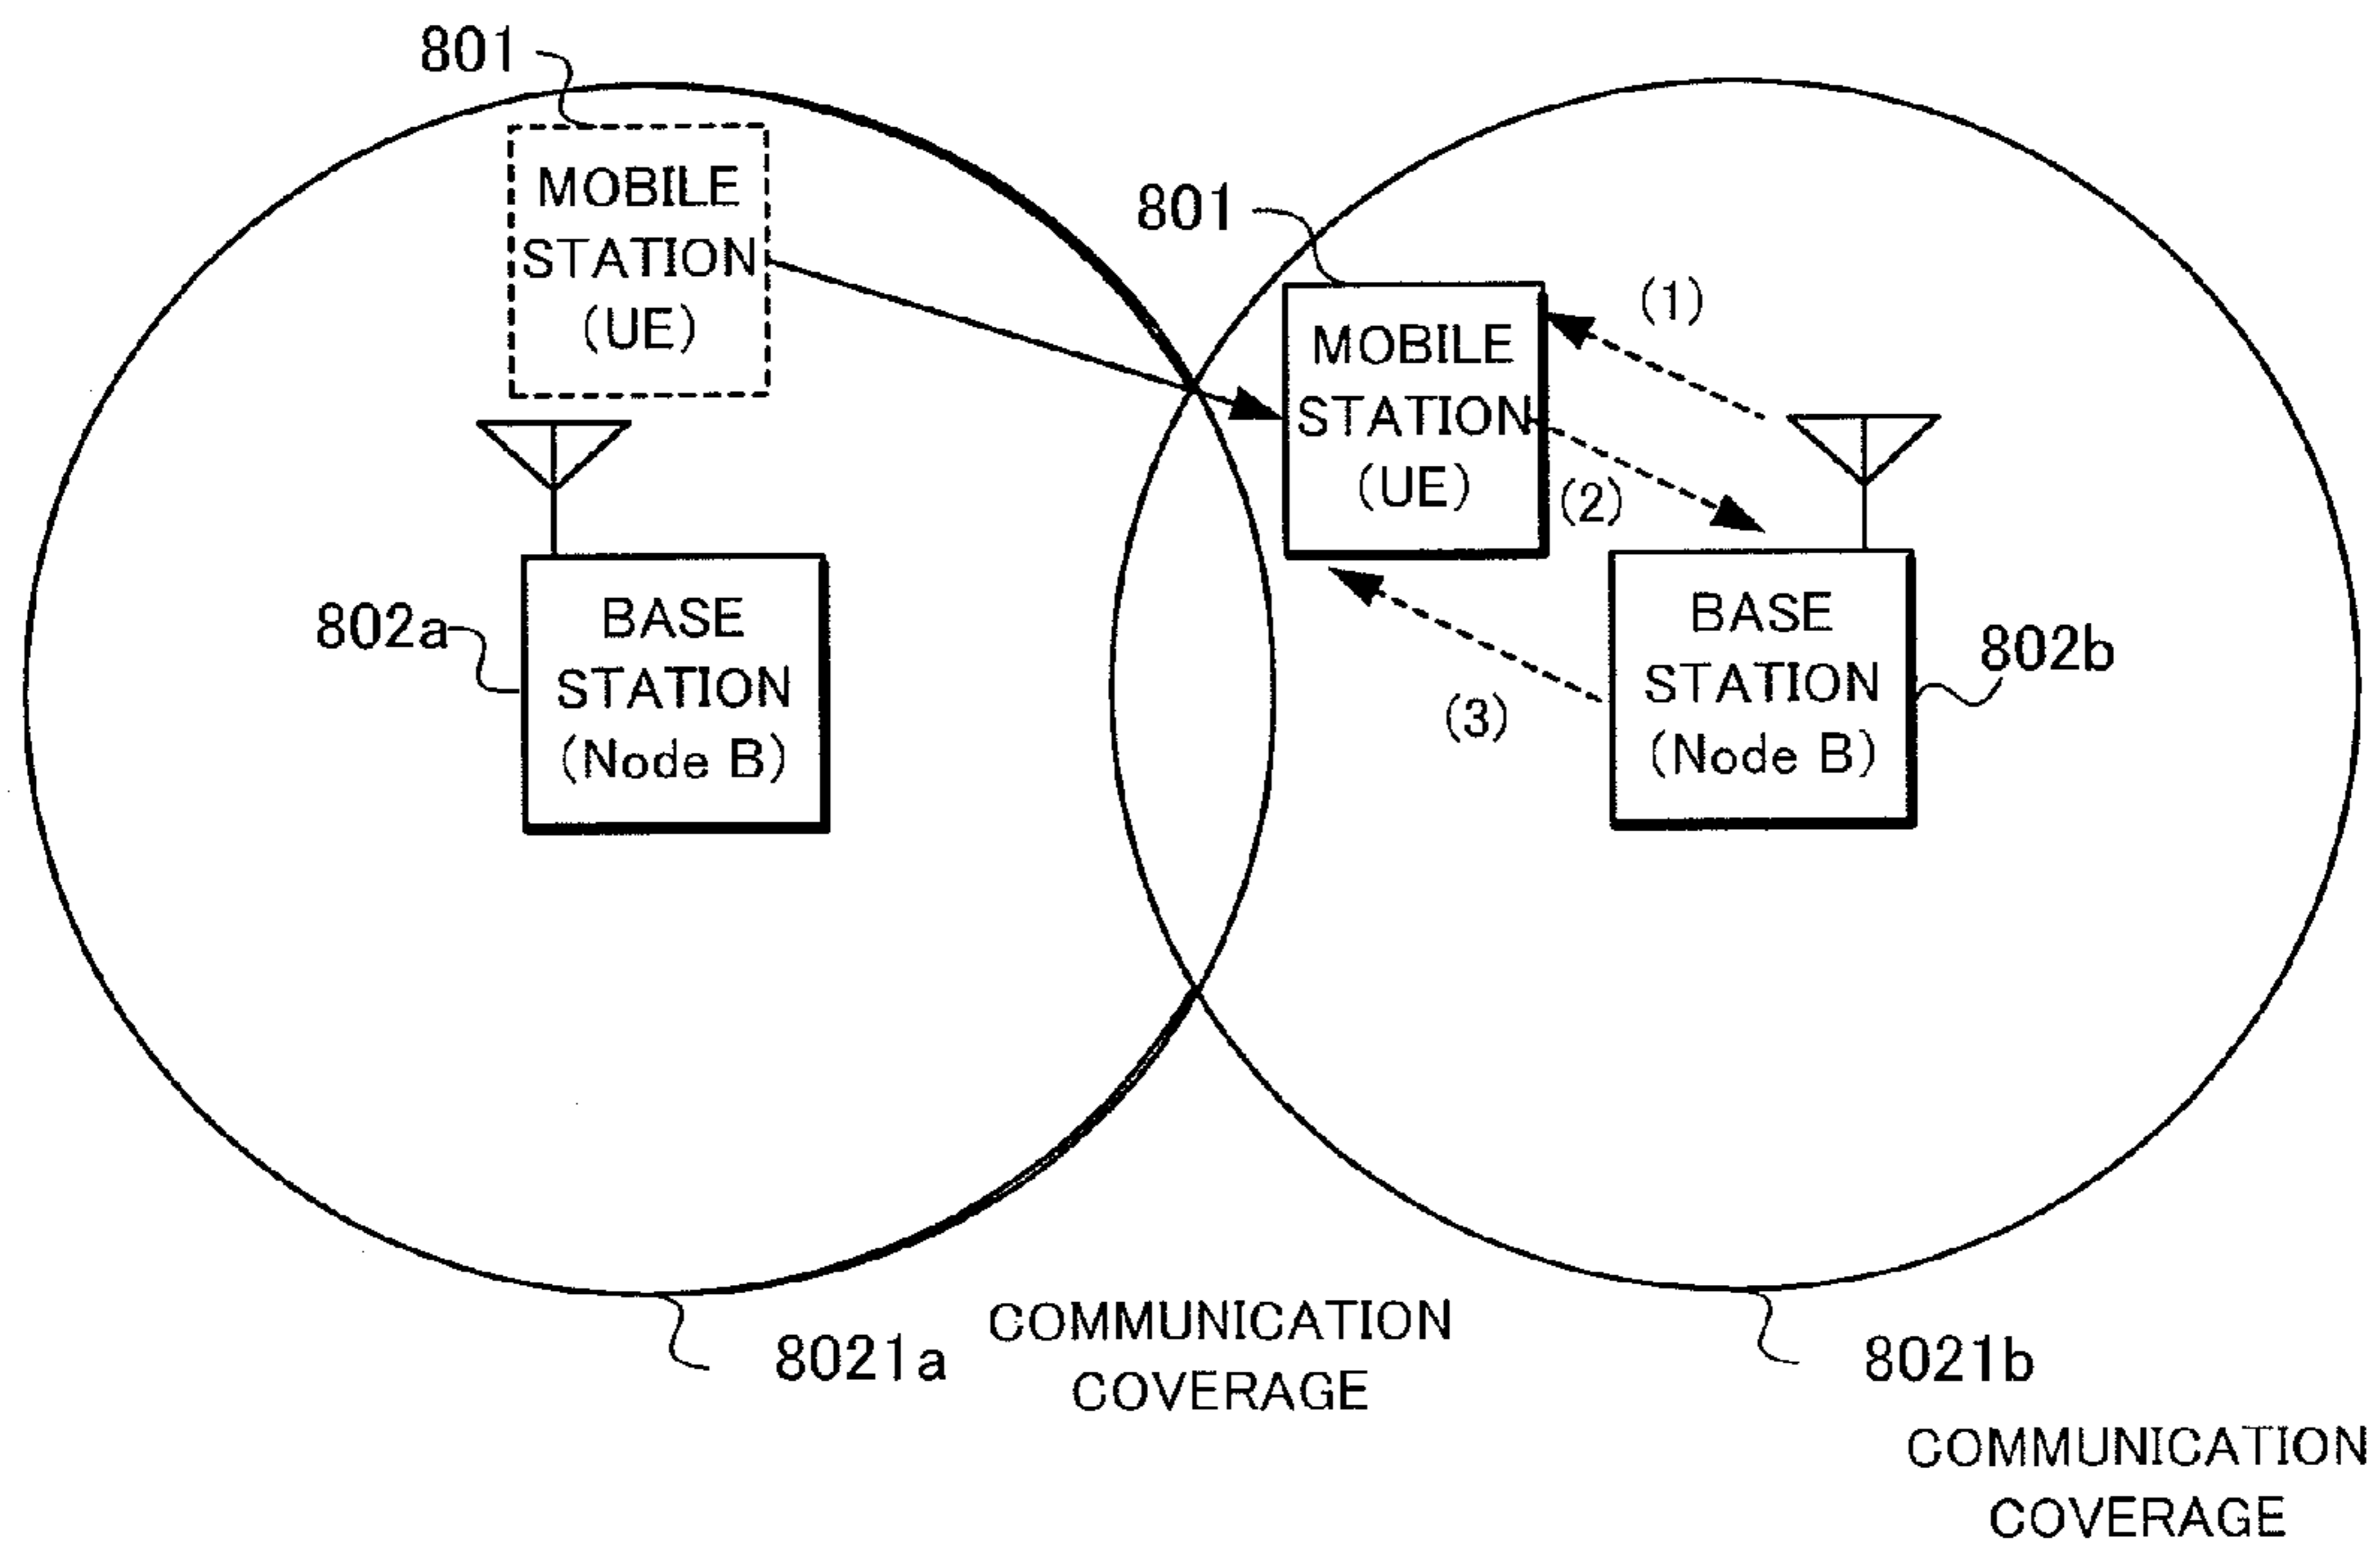 801
MOBILE
STATION
(UE)
801
MOBILE
STATION
(UE)
(1)
(2)
(3)
802a
BASE
STATION
(Node B)
BASE
STATION
(Node B)
802b
8021a
COMMUNICATION
COVERAGE
8021b
COMMUNICATION
COVERAGE